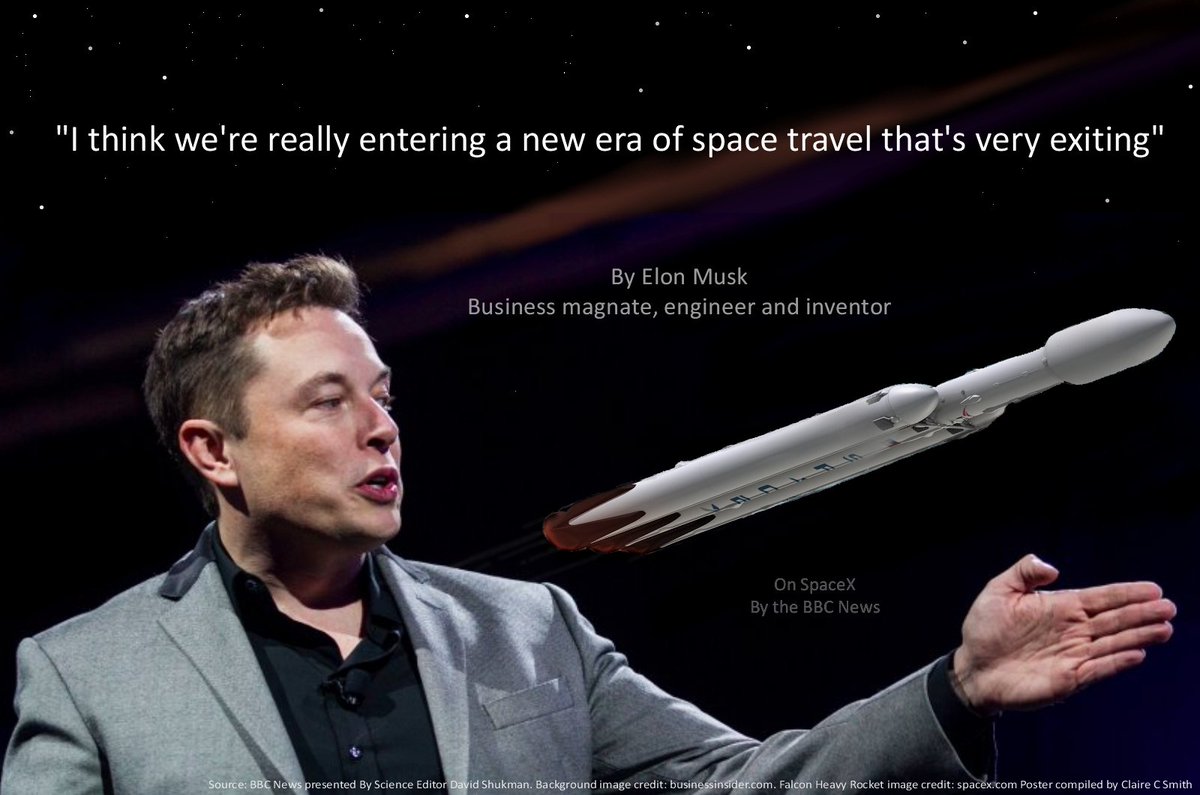 "I think we're really entering a new era of space travel that's very exiting"
By Elon Musk
Business magnate, engineer and inventor
On SpaceX
By the BBC News
Source: BBC News presented By Science Editor David Shukman. Background image credit: businessinsider.com. Falcon Heavy Rocket image credit: spacex.com Poster compiled by Claire C Smith